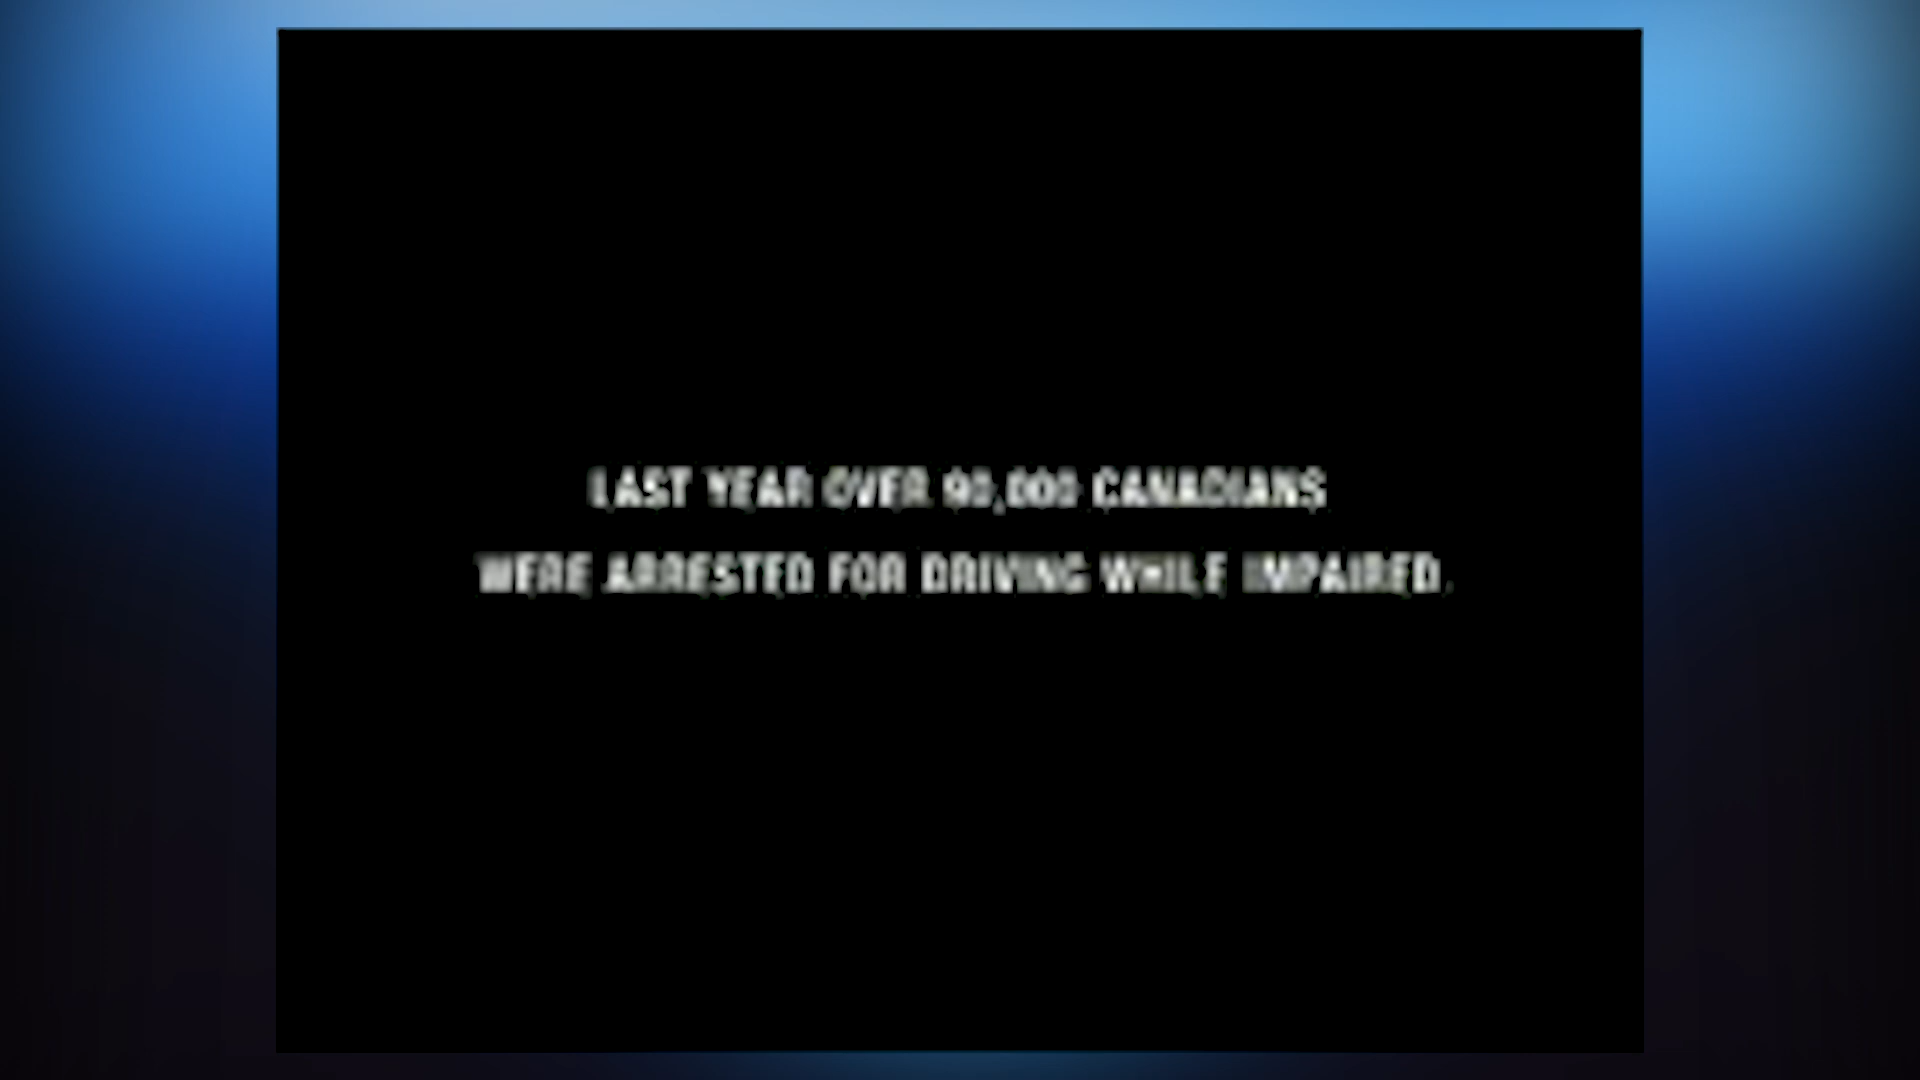 LAST YEAR OVER 90,000 CANADIANS
WERE ARRESTED FOR DRIVING WHILE IMPAIRED.